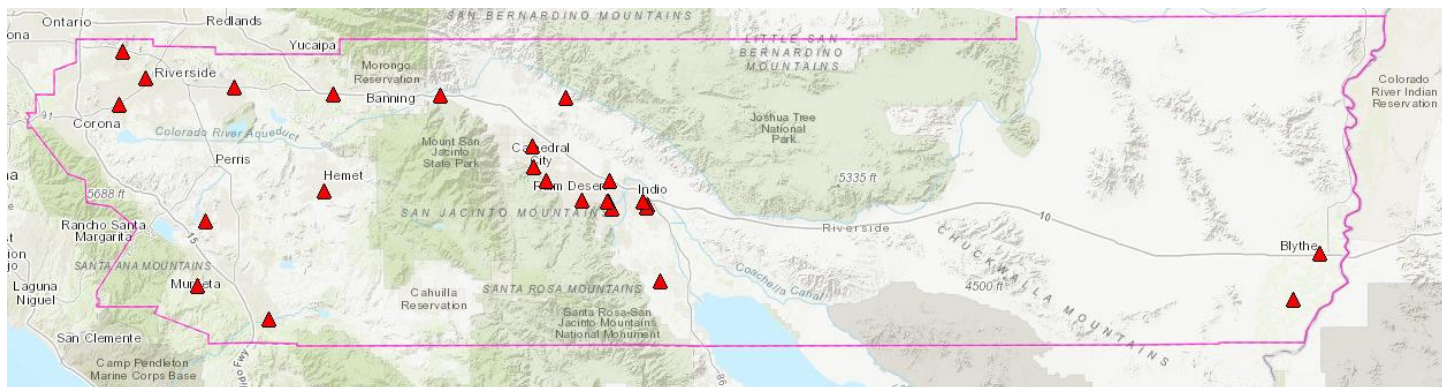 SAN BERNARDINO MOUNTAINS
Ontario
Redlands
ona
Yucaipa
LITTLE SAN
BERNARDINO
MOUNTAINS
Morongo
Reservation
Riverside
Banning
Colorado
River Indian
Reservation
91
Corona
Colorado River Aqueduct
Joshua Tree
National
Park
Mount San
Jacinto
State Park
Cathedral
City
Perris
Hemet
5688 ft
5335 ft
Palm Desert
Indio
SAN JACINTO MOUNTAINS
10
Rancho Santa
Margarita
15
Riverside
CHUCKWALLA MOUNTAINS
Blythe
SANTA ANA MOUNTAINS
Coachella Canal
Laguna
Niguel
Murrieta
Cahuilla
Reservation
SANTA ROSA MOUNTAINS
4500 ft
Santa Rosa-San
Jacinto Mountains
National Monument
San Clemente
Camp Pendleton
Marine Corps Base
Fwy
86